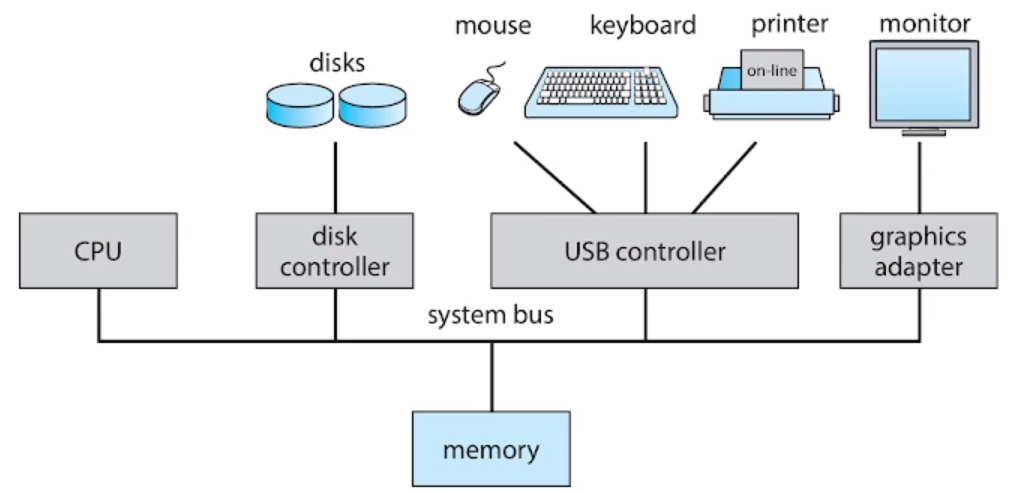 mouse
keyboard
printer
monitor
disks
on-line
CPU
disk
controller
USB controller
graphics
adapter
system bus
memory